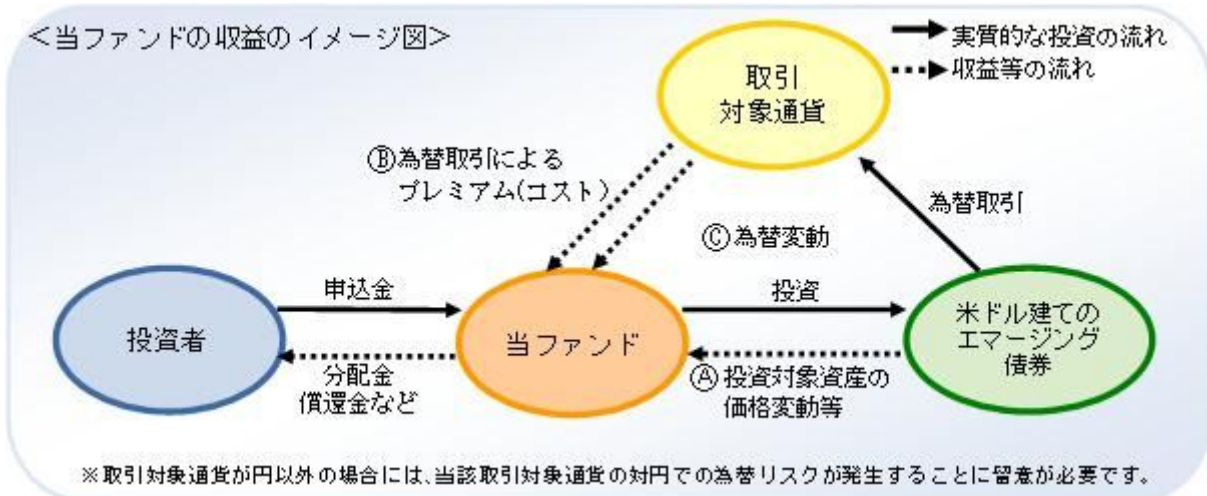 <当ファンドの収益のイメージ図>
実質的な投資の流れ
収益等の流れ
取引
対象通貨
Ⓑ為替取引による
プレミアム(コスト)
為替取引
Ⓒ為替変動
申込金
投資
投資者
当ファンド
米ドル建ての
エマージング
債券
分配金
償還金など
Ⓐ投資対象資産の
価格変動等
※取引対象通貨が円以外の場合には、当該取引対象通貨の対円での為替リスクが発生することに留意が必要です。